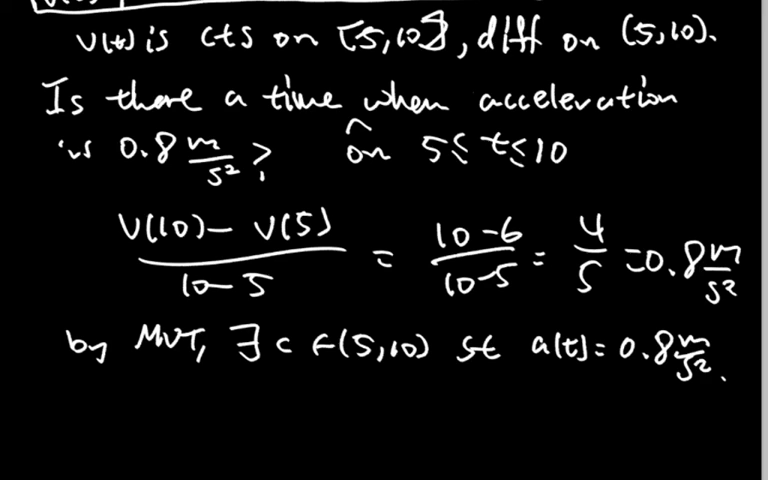 v(t) is cts on [5,10], diff on (5,10).
Is there a time when acceleration
is 0.8 m/s² ? on 5 ≤ t ≤ 10
(v(10) - v(5))/(10-5) = (10-6)/(10-5) = 4/5 = 0.8 m/s²
by MVT, ∃ c ∈ (5,10) st a(t) = 0.8 m/s².